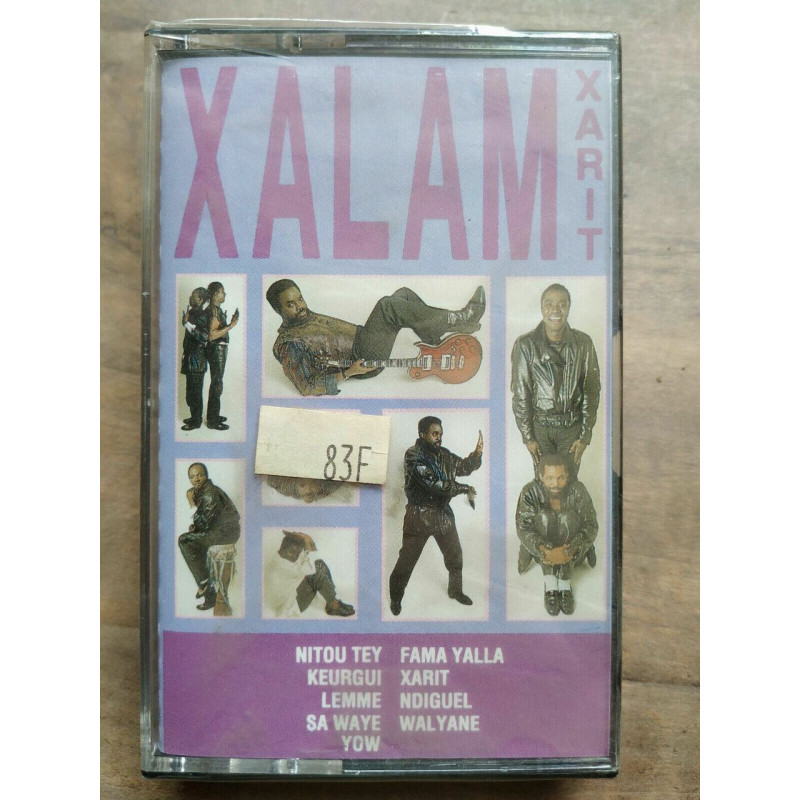 XALAM
XARIT
83F
NITOU TEY FAMA YALLA
KEURGUI XARIT
LEMME NDIGUEL
SA WAYE WALYANE
YOW